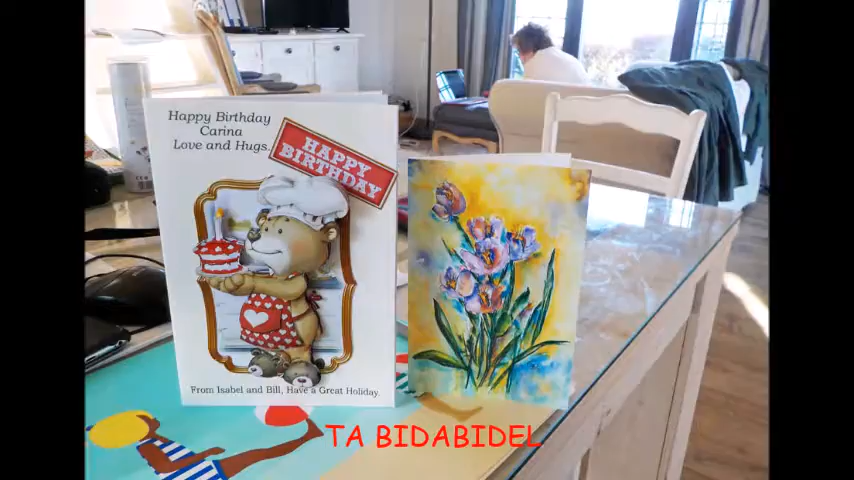 Happy Birthday
Carina
Love and Hugs.
HAPPY
BIRTHDAY
From Isabel and Bill, Have a Great Holiday.
TA BIDABIDEL